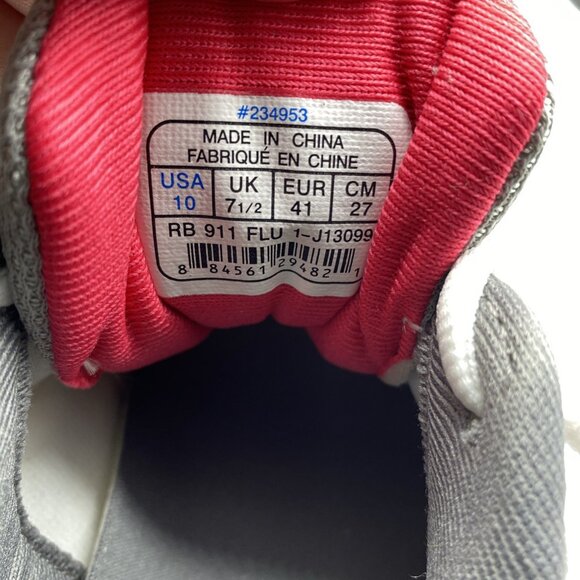 #234953
MADE IN CHINA
FABRIQUÉ EN CHINE
USA UK EUR CM
10 7 1/2 41 27
RB 911 FLU 1-J13099
8 84561 29482 1